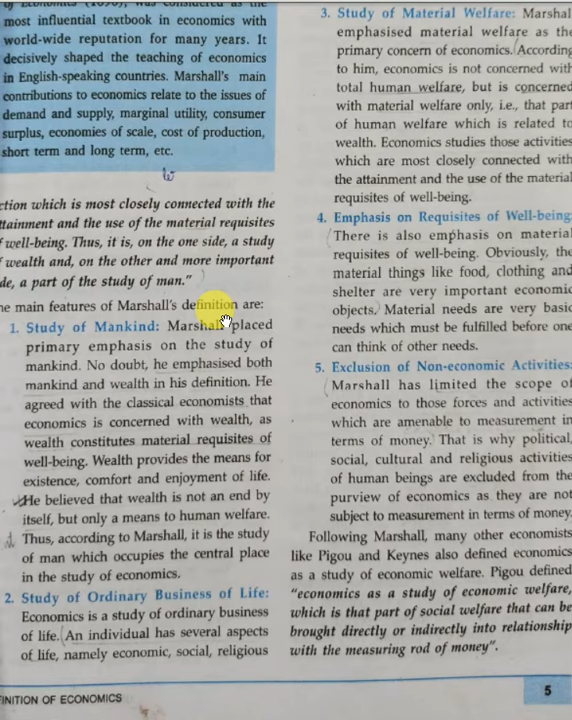 of Economics (1890), was considered as the
most influential textbook in economics with
world-wide reputation for many years. It
decisively shaped the teaching of economics
in English-speaking countries. Marshall's main
contributions to economics relate to the issues of
demand and supply, marginal utility, consumer
surplus, economies of scale, cost of production,
short term and long term, etc.
ction which is most closely connected with the
ttainment and the use of the material requisites
f well-being. Thus, it is, on the one side, a study
f wealth and, on the other and more important
de, a part of the study of man."
he main features of Marshall's definition are:
1. Study of Mankind: Marshall placed
primary emphasis on the study of
mankind. No doubt, he emphasised both
mankind and wealth in his definition. He
agreed with the classical economists that
economics is concerned with wealth, as
wealth constitutes material requisites of
well-being. Wealth provides the means for
existence, comfort and enjoyment of life.
He believed that wealth is not an end by
itself, but only a means to human welfare.
Thus, according to Marshall, it is the study
of man which occupies the central place
in the study of economics.
2. Study of Ordinary Business of Life:
Economics is a study of ordinary business
of life. An individual has several aspects
of life, namely economic, social, religious
3. Study of Material Welfare: Marshal
emphasised material welfare as the
primary concern of economics. According
to him, economics is not concerned with
total human welfare, but is concerned
with material welfare only, i.e., that part
of human welfare which is related to
wealth. Economics studies those activities
which are most closely connected with
the attainment and the use of the material
requisites of well-being.
4. Emphasis on Requisites of Well-being:
There is also emphasis on material
requisites of well-being. Obviously, the
material things like food, clothing and
shelter are very important economic
objects. Material needs are very basic
needs which must be fulfilled before one
can think of other needs.
5. Exclusion of Non-economic Activities:
Marshall has limited the scope of
economics to those forces and activities
which are amenable to measurement in
terms of money. That is why political,
social, cultural and religious activities
of human beings are excluded from the
purview of economics as they are not
subject to measurement in terms of money.
Following Marshall, many other economists
like Pigou and Keynes also defined economics
as a study of economic welfare. Pigou defined
"economics as a study of economic welfare,
which is that part of social welfare that can be
brought directly or indirectly into relationship
with the measuring rod of money".
INITION OF ECONOMICS
5